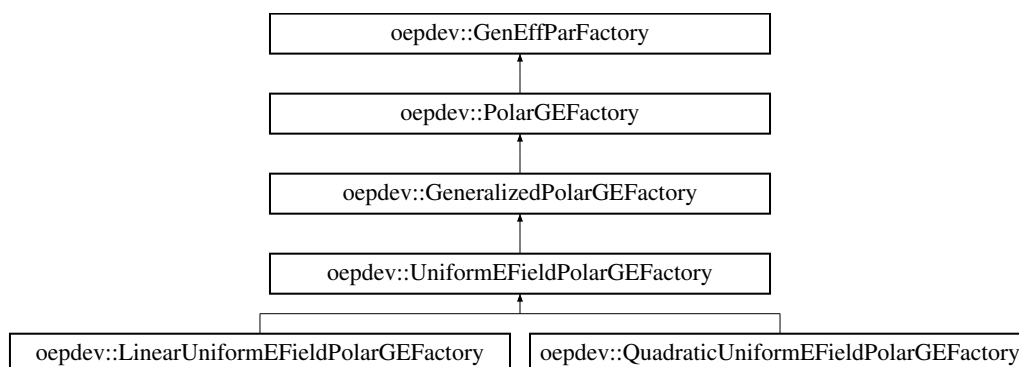 oepdev::GenEffParFactory
oepdev::PolarGEFactory
oepdev::GeneralizedPolarGEFactory
oepdev::UniformEFieldPolarGEFactory
oepdev::LinearUniformEFieldPolarGEFactory oepdev::QuadraticUniformEFieldPolarGEFactory